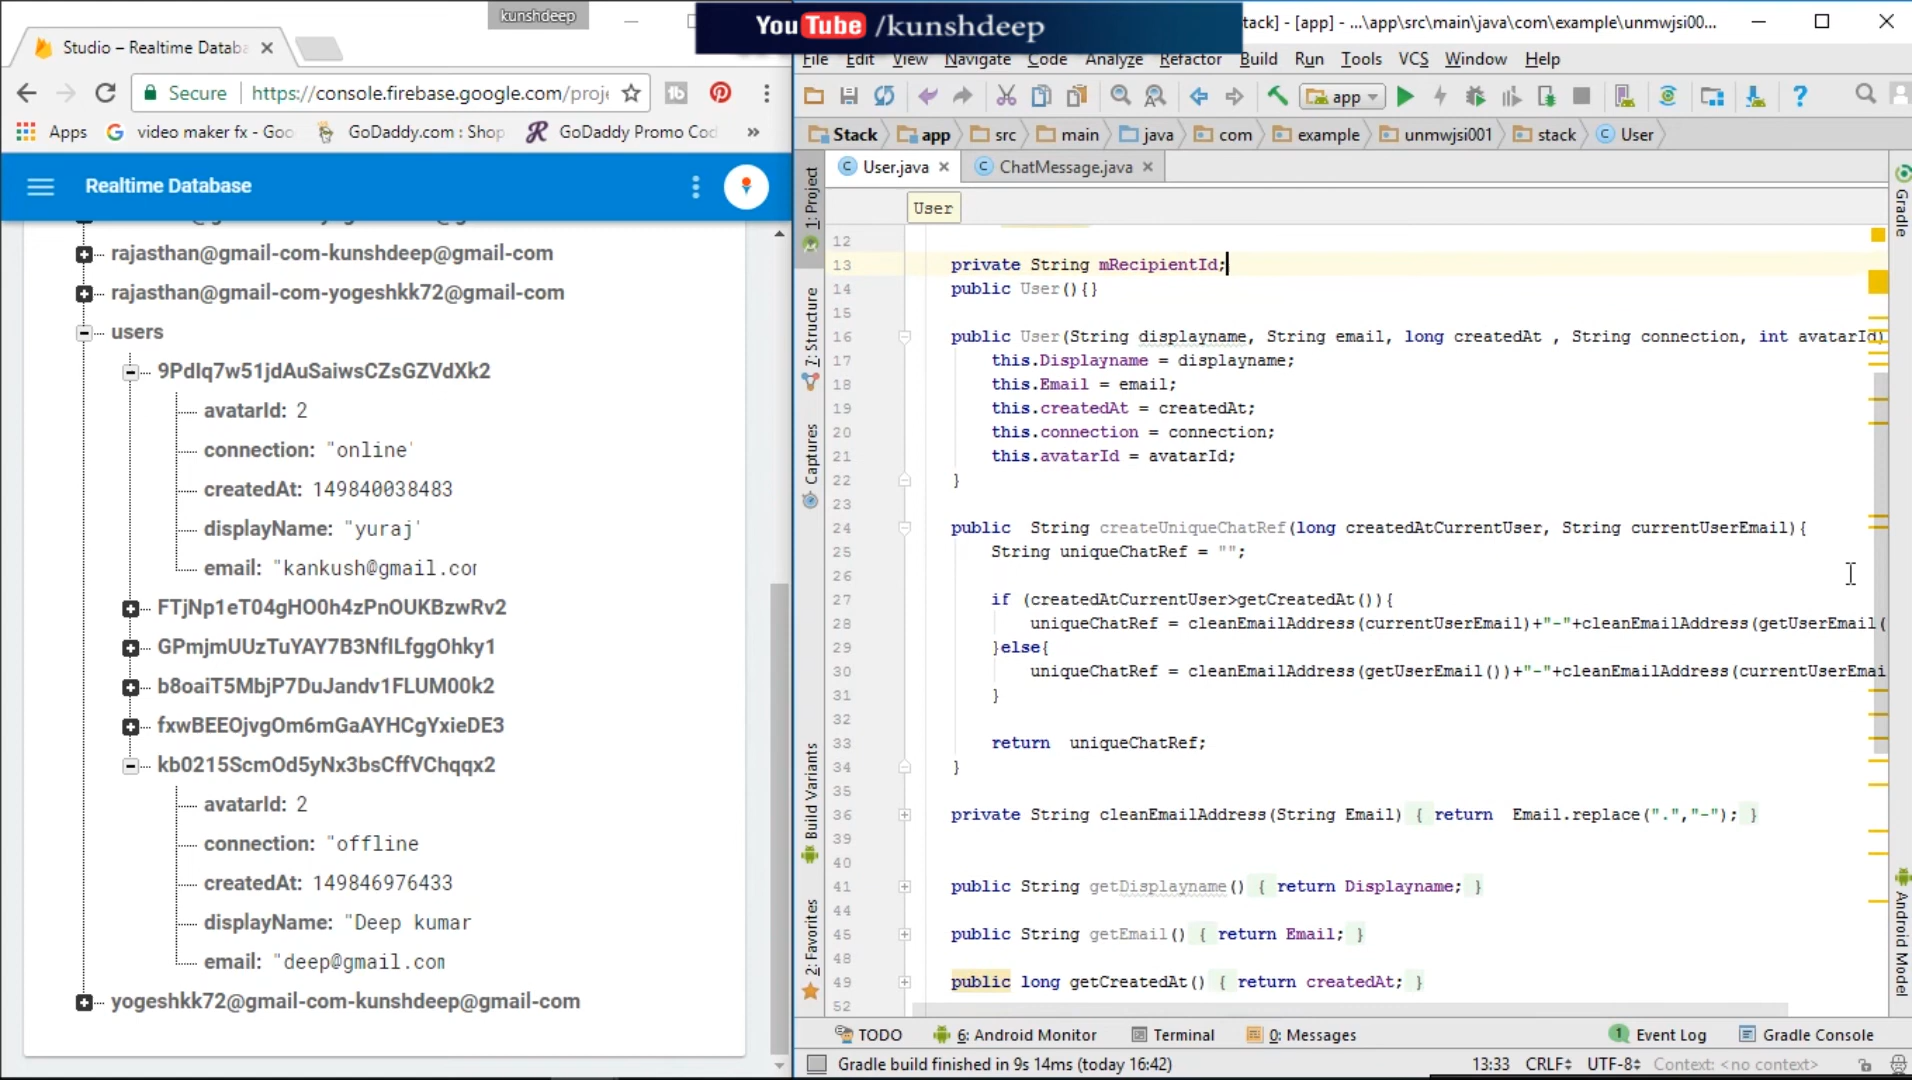 kunshdeep
YouTube /kunshdeep
Studio – Realtime Databa
Secure
https://console.firebase.google.com/proje
Apps
video maker fx - Goo
GoDaddy.com : Shop
GoDaddy Promo Cod
»
Realtime Database
rajasthan@gmail-com-kunshdeep@gmail-com
rajasthan@gmail-com-yogeshkk72@gmail-com
users
9PdIq7w51jdAuSaiwsCZsGZVdXk2
avatarId: 2
connection: "online"
createdAt: 149840038483
displayName: "yuraj"
email: "kankush@gmail.com
FTjNp1eT04gHO0h4zPnOUKBzwRv2
GPmjmUUzTuYAY7B3NfILfggOhky1
b8oaiT5MbjP7DuJandv1FLUM00k2
fxwBEEOjvgOm6mGaAYHCgYxieDE3
kb0215ScmOd5yNx3bsCffVChqqx2
avatarId: 2
connection: "offline
createdAt: 149846976433
displayName: "Deep kumar
email: "deep@gmail.com
yogeshkk72@gmail-com-kunshdeep@gmail-com
tack] - [app] - ...\app\src\main\java\com\example\unmwjsi00...
File Edit View Navigate Code Analyze Refactor Build Run Tools VCS Window Help
app
Stack app src main java com example unmwjsi001 stack User
User.java
ChatMessage.java
User
1: Project
7: Structure
Captures
Build Variants
2: Favorites
Gradle
Android Model
12
13 private String mRecipientId;
14 public User(){}
15
16 public User(String displayname, String email, long createdAt , String connection, int avatarId)
17 this.Displayname = displayname;
18 this.Email = email;
19 this.createdAt = createdAt;
20 this.connection = connection;
21 this.avatarId = avatarId;
22 }
23
24 public  String createUniqueChatRef(long createdAtCurrentUser, String currentUserEmail){
25 String uniqueChatRef = "";
26
27 if (createdAtCurrentUser>getCreatedAt()){
28 uniqueChatRef = cleanEmailAddress(currentUserEmail)+"-"+cleanEmailAddress(getUserEmail(
29 }else{
30 uniqueChatRef = cleanEmailAddress(getUserEmail())+"-"+cleanEmailAddress(currentUserEmai
31 }
32
33 return  uniqueChatRef;
34 }
35
36 private String cleanEmailAddress(String Email) { return  Email.replace(".","-"); }
39
40
41 public String getDisplayname() { return Displayname; }
44
45 public String getEmail() { return Email; }
48
49 public long getCreatedAt() { return createdAt; }
52
TODO
6: Android Monitor
Terminal
0: Messages
1 Event Log
Gradle Console
Gradle build finished in 9s 14ms (today 16:42)
13:33 CRLF UTF-8 Context: <no context>